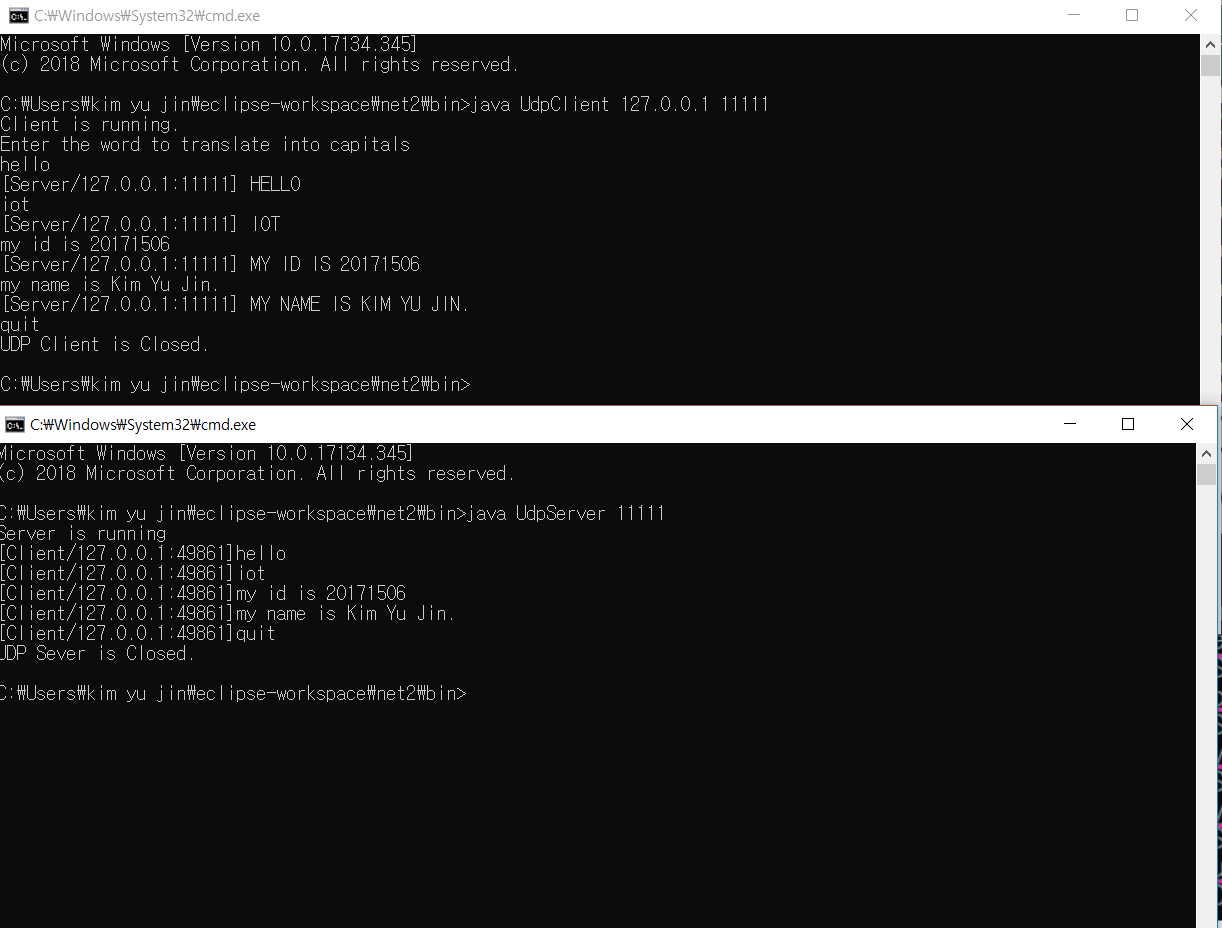 C:₩Windows₩System32₩cmd.exe
Microsoft Windows [Version 10.0.17134.345]
(c) 2018 Microsoft Corporation. All rights reserved.
C:₩Users₩kim yu jin₩eclipse-workspace₩net2₩bin>java UdpClient 127.0.0.1 11111
Client is running.
Enter the word to translate into capitals
hello
[Server/127.0.0.1:11111] HELLO
iot
[Server/127.0.0.1:11111] IOT
my id is 20171506
[Server/127.0.0.1:11111] MY ID IS 20171506
my name is Kim Yu Jin.
[Server/127.0.0.1:11111] MY NAME IS KIM YU JIN.
quit
UDP Client is Closed.
C:₩Users₩kim yu jin₩eclipse-workspace₩net2₩bin>
C:₩Windows₩System32₩cmd.exe
Microsoft Windows [Version 10.0.17134.345]
(c) 2018 Microsoft Corporation. All rights reserved.
C:₩Users₩kim yu jin₩eclipse-workspace₩net2₩bin>java UdpServer 11111
Server is running
[Client/127.0.0.1:49861]hello
[Client/127.0.0.1:49861]iot
[Client/127.0.0.1:49861]my id is 20171506
[Client/127.0.0.1:49861]my name is Kim Yu Jin.
[Client/127.0.0.1:49861]quit
UDP Sever is Closed.
C:₩Users₩kim yu jin₩eclipse-workspace₩net2₩bin>